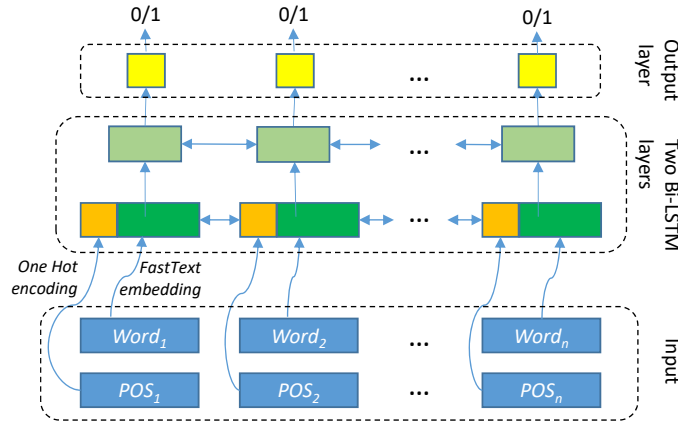 0/1 0/1 0/1
...
Output
layer
...
Two Bi-LSTM
layers
...
One Hot
encoding
FastText
embedding
Word₁ Word₂ ... Wordₙ
POS₁ POS₂ ... POSₙ
Input